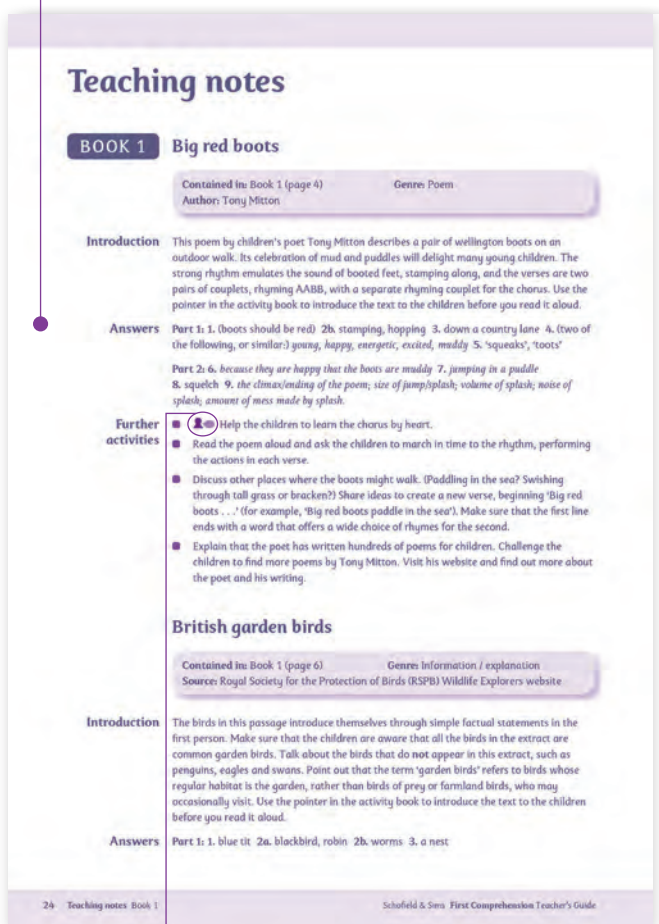 Teaching notes
BOOK 1 Big red boots
Contained in: Book 1 (page 4) Genre: Poem
Author: Tony Mitton
Introduction This poem by children's poet Tony Mitton describes a pair of wellington boots on an
outdoor walk. Its celebration of mud and puddles will delight many young children. The
strong rhythm emulates the sound of booted feet, stamping along, and the verses are two
pairs of couplets, rhyming AABB, with a separate rhyming couplet for the chorus. Use the
pointer in the activity book to introduce the text to the children before you read it aloud.
Answers Part 1: 1. (boots should be red) 2b. stamping, hopping 3. down a country lane 4. (two of
the following, or similar:) young, happy, energetic, excited, muddy 5. 'squeaks', 'toots'
Part 2: 6. because they are happy that the boots are muddy 7. jumping in a puddle
8. squelch 9. the climax/ending of the poem; size of jump/splash; volume of splash; noise of
splash; amount of mess made by splash.
Further Help the children to learn the chorus by heart.
activities Read the poem aloud and ask the children to march in time to the rhythm, performing
the actions in each verse.
Discuss other places where the boots might walk. (Paddling in the sea? Swishing
through tall grass or bracken?) Share ideas to create a new verse, beginning 'Big red
boots . . .' (for example, 'Big red boots paddle in the sea'). Make sure that the first line
ends with a word that offers a wide choice of rhymes for the second.
Explain that the poet has written hundreds of poems for children. Challenge the
children to find more poems by Tony Mitton. Visit his website and find out more about
the poet and his writing.
British garden birds
Contained in: Book 1 (page 6) Genre: Information / explanation
Source: Royal Society for the Protection of Birds (RSPB) Wildlife Explorers website
Introduction The birds in this passage introduce themselves through simple factual statements in the
first person. Make sure that the children are aware that all the birds in the extract are
common garden birds. Talk about the birds that do not appear in this extract, such as
penguins, eagles and swans. Point out that the term 'garden birds' refers to birds whose
regular habitat is the garden, rather than birds of prey or farmland birds, who may
occasionally visit. Use the pointer in the activity book to introduce the text to the children
before you read it aloud.
Answers Part 1: 1. blue tit 2a. blackbird, robin 2b. worms 3. a nest
24 Teaching notes Book 1 Schofield & Sims First Comprehension Teacher's Guide